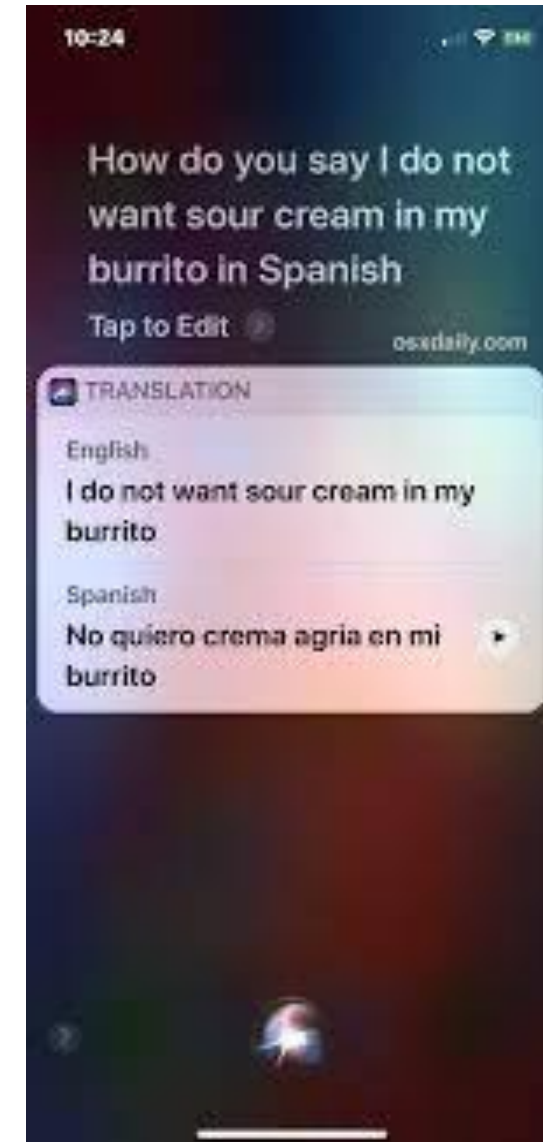 10:24
How do you say I do not
want sour cream in my
burrito in Spanish
Tap to Edit
osxdaily.com
TRANSLATION
English
I do not want sour cream in my
burrito
Spanish
No quiero crema agria en mi
burrito